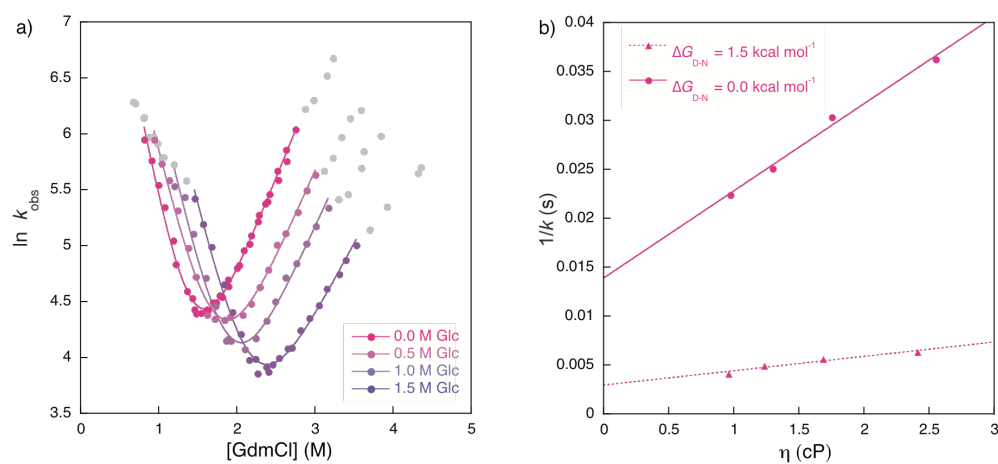 a)
7
6.5
6
5.5
5
4.5
4
3.5
ln k_obs
0 1 2 3 4 5
[GdmCl] (M)
0.0 M Glc
0.5 M Glc
1.0 M Glc
1.5 M Glc
b)
0.04
0.035
0.03
0.025
0.02
0.015
0.01
0.005
0
1/k (s)
0 0.5 1 1.5 2 2.5 3
η (cP)
ΔG_D-N = 1.5 kcal mol⁻¹
ΔG_D-N = 0.0 kcal mol⁻¹